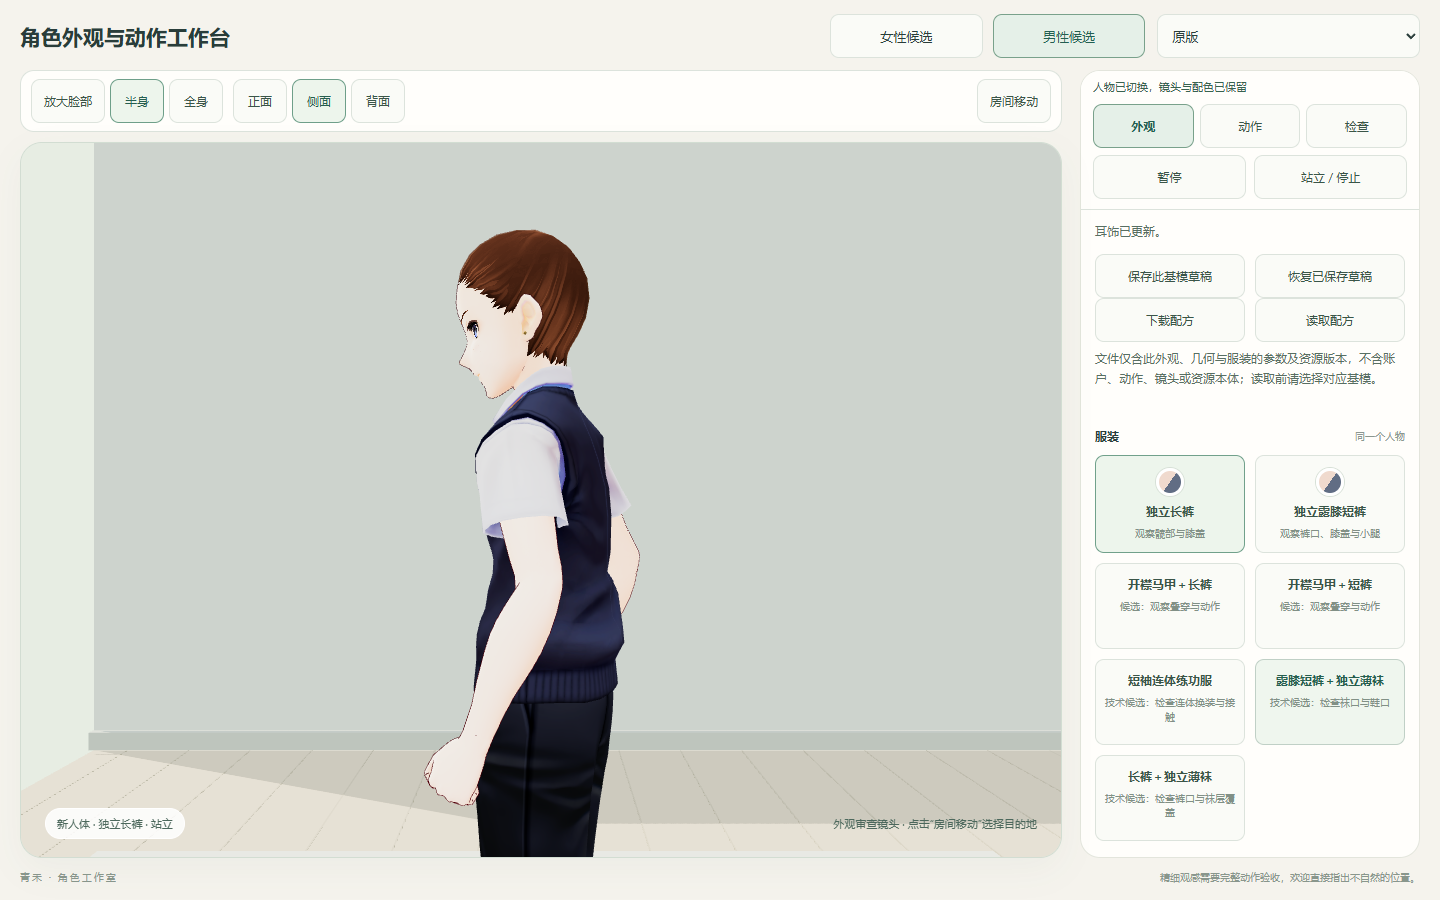 角色外观与动作工作台
女性候选
男性候选
原版
放大脸部
半身
全身
正面
侧面
背面
房间移动
人物已切换，镜头与配色已保留
外观
动作
检查
暂停
站立 / 停止
耳饰已更新。
保存此基模草稿
恢复已保存草稿
下载配方
读取配方
文件仅含此外观、几何与服装的参数及资源版本，不含账
户、动作、镜头或资源本体；读取前请选择对应基模。
服装
同一个人物
独立长裤
观察髋部与膝盖
独立露膝短裤
观察裤口、膝盖与小腿
开襟马甲 + 长裤
候选：观察叠穿与动作
开襟马甲 + 短裤
候选：观察叠穿与动作
短袖连体练功服
技术候选：检查连体换装与接
触
露膝短裤 + 独立薄袜
技术候选：检查袜口与鞋口
长裤 + 独立薄袜
技术候选：检查裤口与袜层覆
盖
新人体 · 独立长裤 · 站立
外观审查镜头 · 点击“房间移动”选择目的地
青禾 · 角色工作室
精细观感需要完整动作验收，欢迎直接指出不自然的位置。